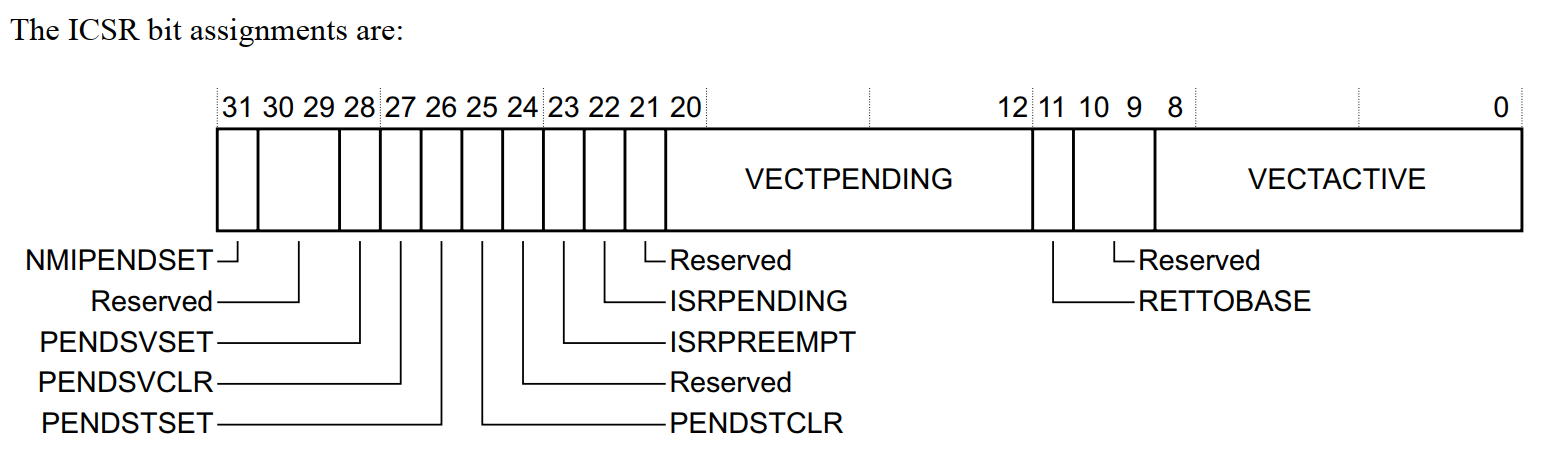 The ICSR bit assignments are:
31 30 29 28 27 26 25 24 23 22 21 20 12 11 10 9 8 0
VECTPENDING VECTACTIVE
NMIPENDSET Reserved Reserved
Reserved ISRPENDING RETTOBASE
PENDSVSET ISRPREEMPT
PENDSVCLR Reserved
PENDSTSET PENDSTCLR